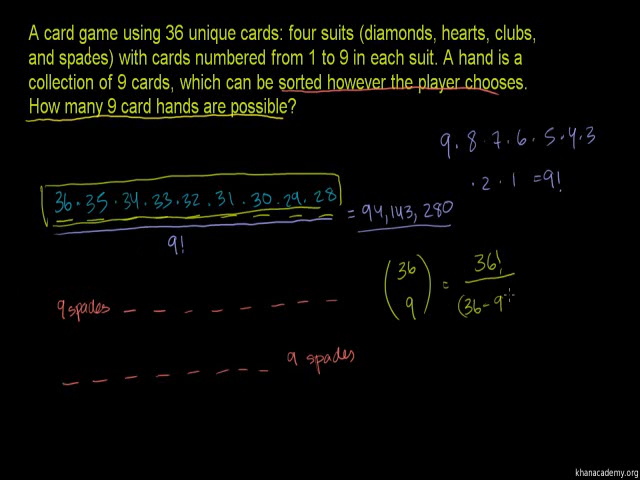 A card game using 36 unique cards: four suits (diamonds, hearts, clubs,
and spades) with cards numbered from 1 to 9 in each suit. A hand is a
collection of 9 cards, which can be sorted however the player chooses.
How many 9 card hands are possible?
9 · 8 · 7 · 6 · 5 · 4 · 3
· 2 · 1 = 9!
36 · 35 · 34 · 33 · 32 · 31 · 30 · 29 · 28
9!
= 94,143,280
(36 9) = 36! / (36 - 9
9 spades
9 spades
khanacademy.org